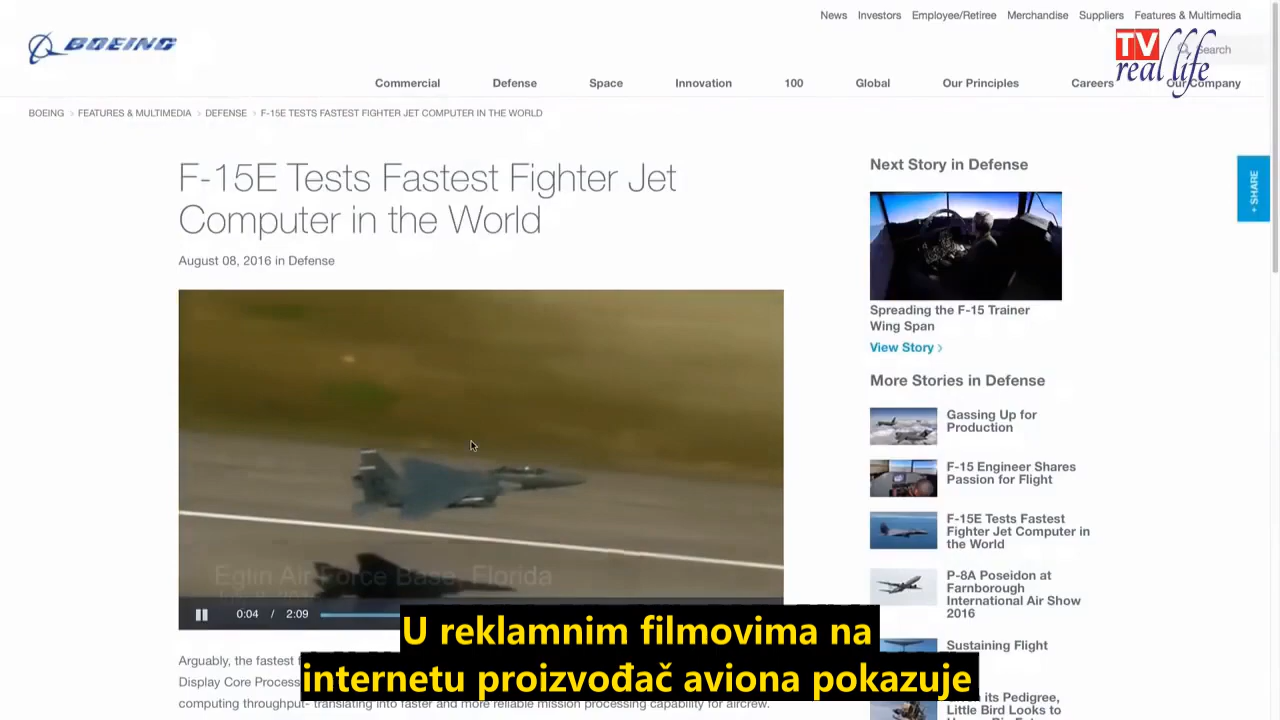 News Investors Employee/Retiree Merchandise Suppliers Features & Multimedia
BOEING
TV
real life
Search
Commercial Defense Space Innovation 100 Global Our Principles Careers Our Company
BOEING > FEATURES & MULTIMEDIA > DEFENSE > F-15E TESTS FASTEST FIGHTER JET COMPUTER IN THE WORLD
F-15E Tests Fastest Fighter Jet
Computer in the World
August 08, 2016 in Defense
Eglin Air Force Base, Florida
0:04 / 2:09
Arguably, the fastest f
Display Core Process
computing throughput- translating into faster and more reliable mission processing capability for aircrew.
Next Story in Defense
Spreading the F-15 Trainer
Wing Span
View Story >
More Stories in Defense
Gassing Up for
Production
F-15 Engineer Shares
Passion for Flight
F-15E Tests Fastest
Fighter Jet Computer in
the World
P-8A Poseidon at
Farnborough
International Air Show
2016
Sustaining Flight
its Pedigree,
Little Bird Looks to
+ SHARE
U reklamnim filmovima na
internetu proizvođač aviona pokazuje